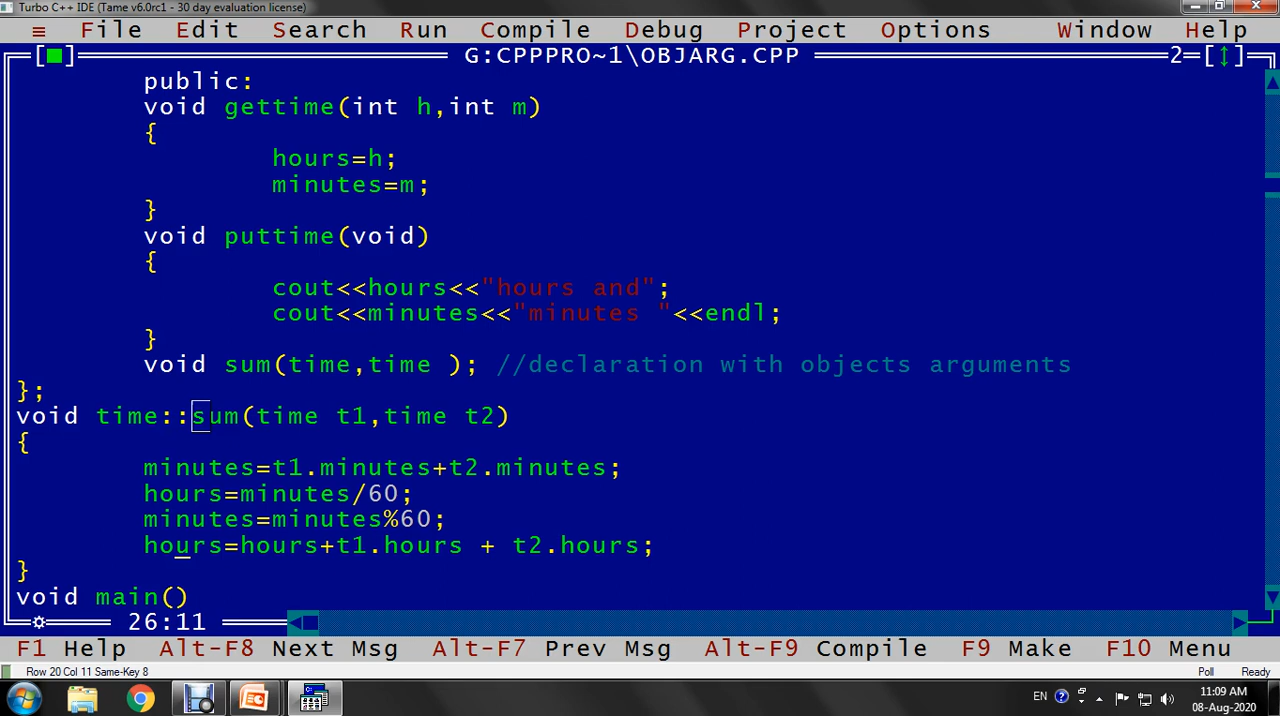 Turbo C++ IDE (Tame v6.0rc1 - 30 day evaluation license)
≡ File Edit Search Run Compile Debug Project Options Window Help
[■] G:CPPPRO~1\OBJARG.CPP 2=[↕]
public:
void gettime(int h,int m)
{
hours=h;
minutes=m;
}
void puttime(void)
{
cout<<hours<<"hours and";
cout<<minutes<<"minutes "<<endl;
}
void sum(time,time ); //declaration with objects arguments
};
void time::sum(time t1,time t2)
{
minutes=t1.minutes+t2.minutes;
hours=minutes/60;
minutes=minutes%60;
hours=hours+t1.hours + t2.hours;
}
void main()
26:11
F1 Help Alt-F8 Next Msg Alt-F7 Prev Msg Alt-F9 Compile F9 Make F10 Menu
Row 20 Col 11 Same-Key 8 Poll Ready
EN 11:09 AM
08-Aug-2020